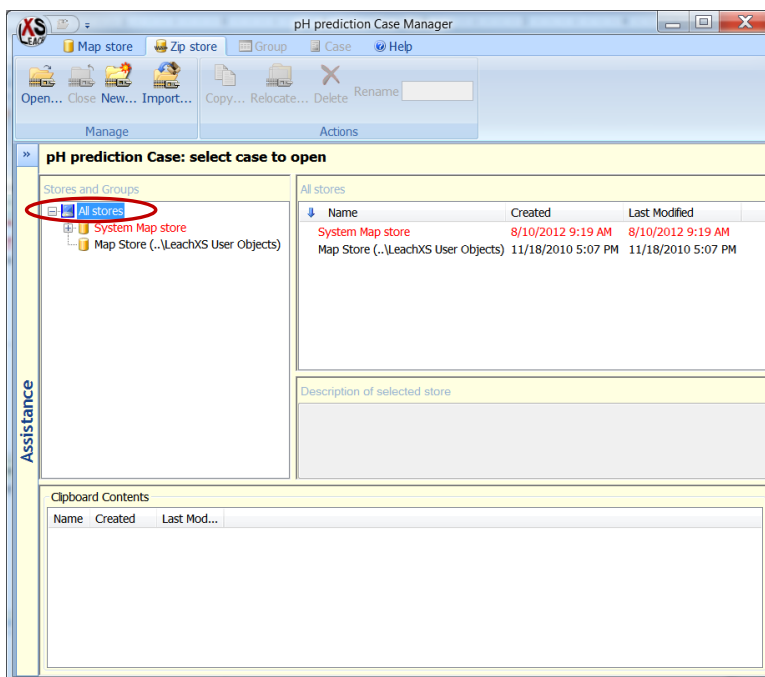 XS
LEACH
pH prediction Case Manager
Map store Zip store Group Case Help
Open... Close New... Import... Copy... Relocate... Delete Rename
Manage Actions
» pH prediction Case: select case to open
Stores and Groups
All stores
System Map store
Map Store (..\LeachXS User Objects)
All stores
Name Created Last Modified
System Map store 8/10/2012 9:19 AM 8/10/2012 9:19 AM
Map Store (..\LeachXS User Objects) 11/18/2010 5:07 PM 11/18/2010 5:07 PM
Description of selected store
Assistance
Clipboard Contents
Name Created Last Mod...